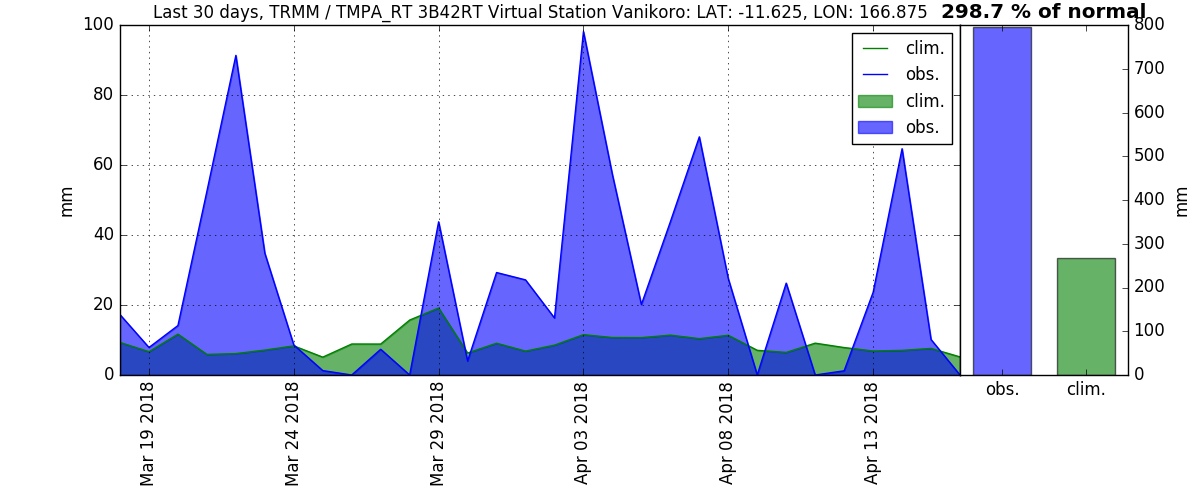 Last 30 days, TRMM / TMPA_RT 3B42RT Virtual Station Vanikoro: LAT: -11.625, LON: 166.875 298.7 % of normal
100
80
60
40
20
0
mm
clim.
obs.
clim.
obs.
Mar 19 2018
Mar 24 2018
Mar 29 2018
Apr 03 2018
Apr 08 2018
Apr 13 2018
800
700
600
500
400
300
200
100
0
mm
obs.
clim.